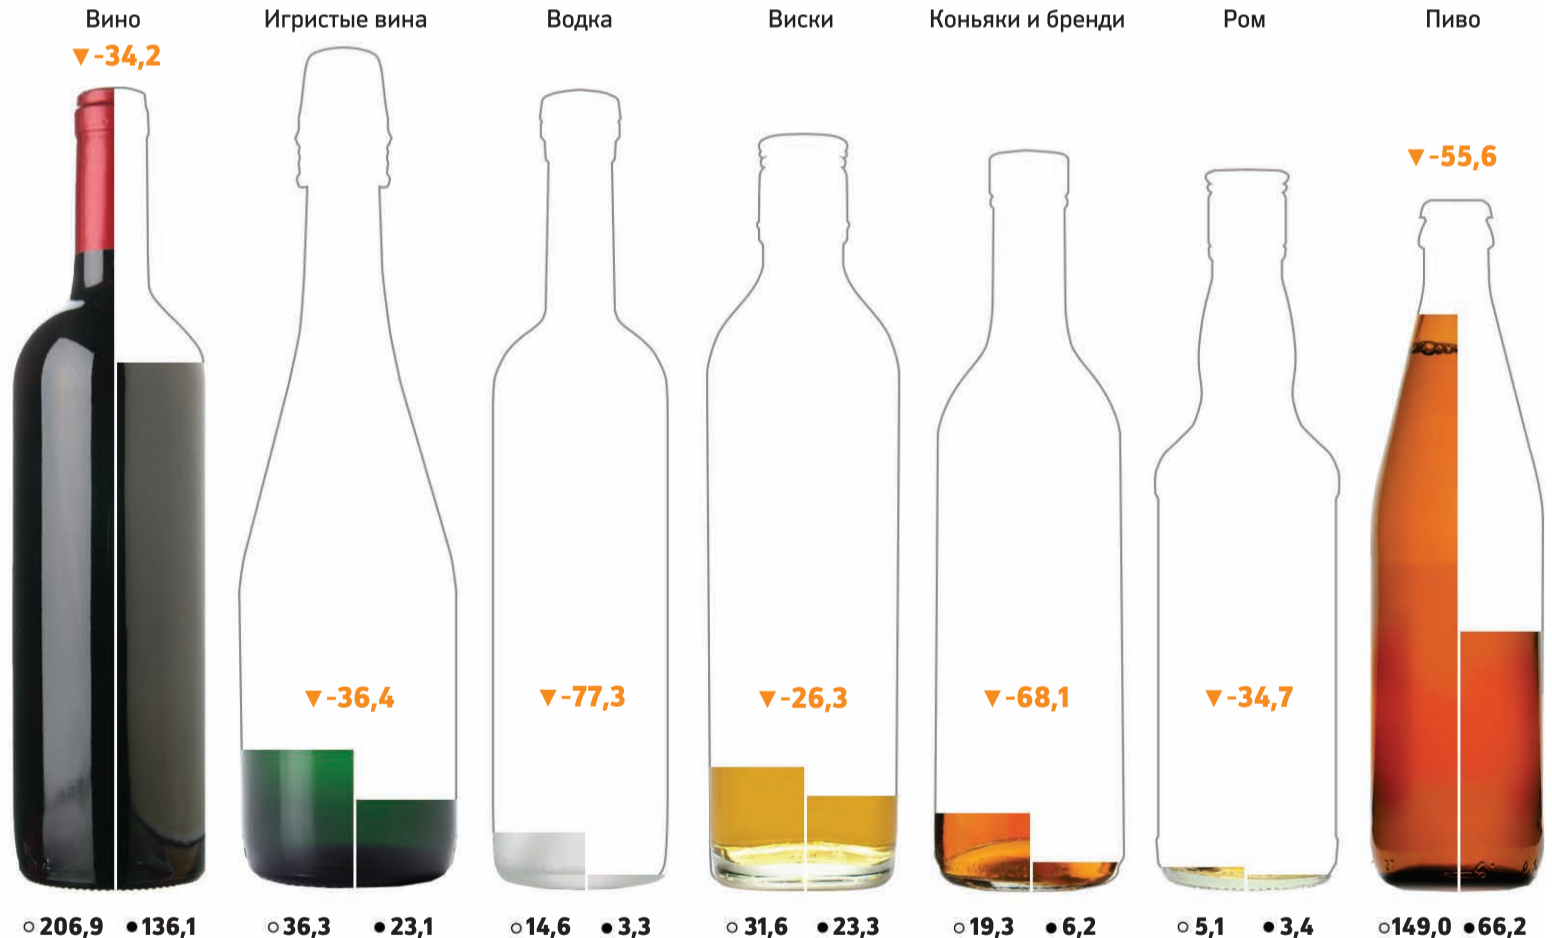 Вино Игристые вина Водка Виски Коньяки и бренди Ром Пиво
▼-34,2
▼-55,6
▼-36,4 ▼-77,3 ▼-26,3 ▼-68,1 ▼-34,7
○ 206,9 ● 136,1 ○ 36,3 ● 23,1 ○ 14,6 ● 3,3 ○ 31,6 ● 23,3 ○ 19,3 ● 6,2 ○ 5,1 ● 3,4 ○ 149,0 ● 66,2